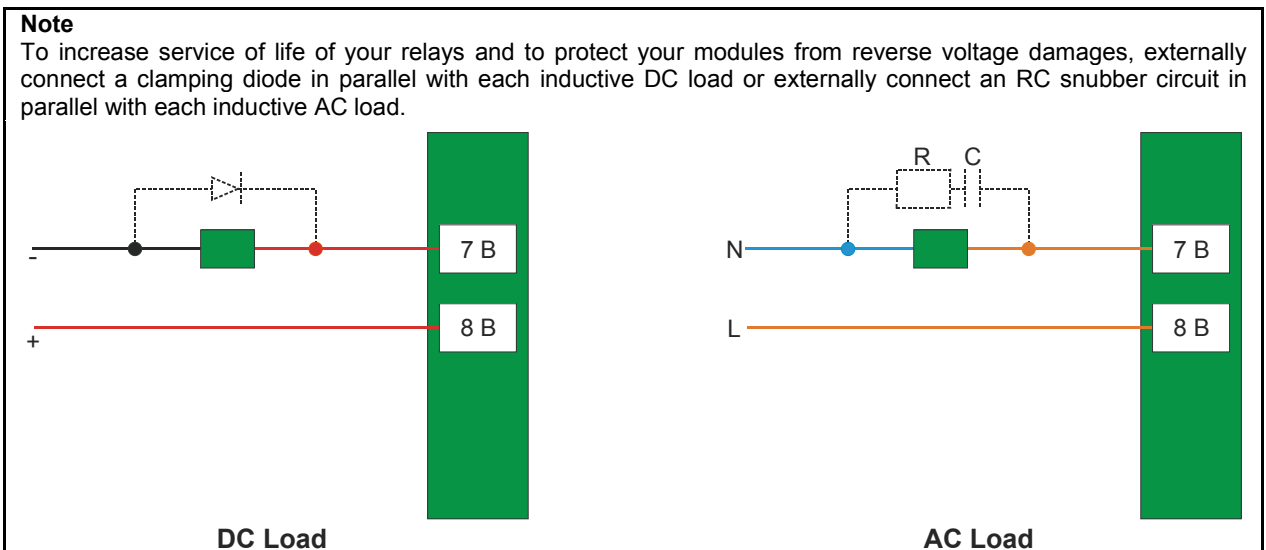 Note
To increase service of life of your relays and to protect your modules from reverse voltage damages, externally
connect a clamping diode in parallel with each inductive DC load or externally connect an RC snubber circuit in
parallel with each inductive AC load.
R C
- 7 B
N 7 B
+ 8 B
L 8 B
DC Load
AC Load